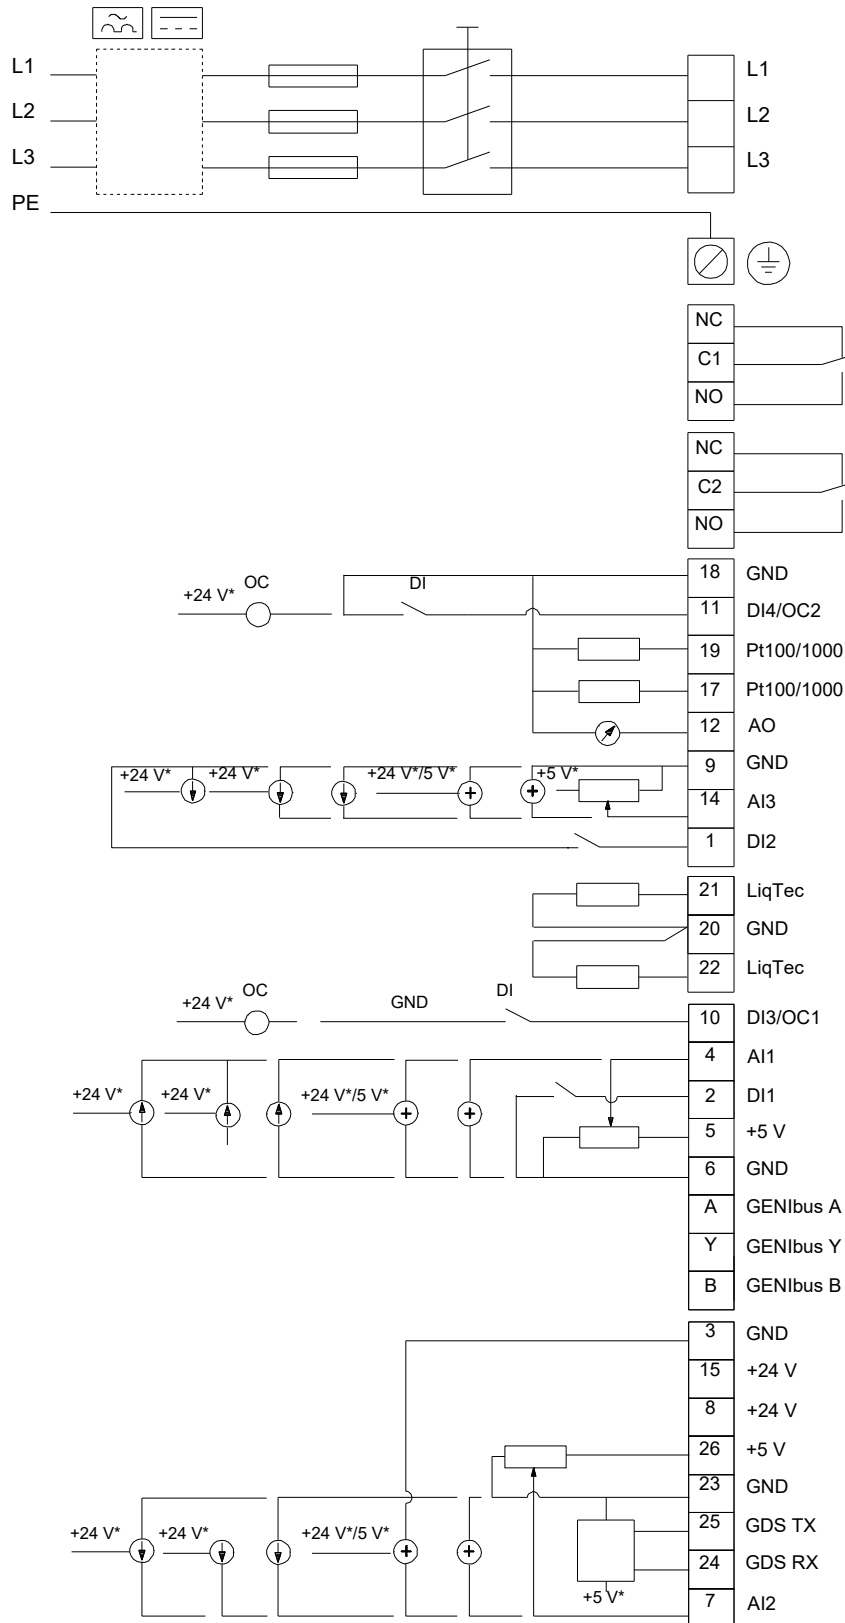 L1 L1
L2 L2
L3 L3
PE
NC
C1
NO
NC
C2
NO
18 GND
+24 V* OC DI
11 DI4/OC2
19 Pt100/1000
17 Pt100/1000
12 AO
9 GND
+24 V* +24 V* +24 V*/5 V* +5 V*
14 AI3
1 DI2
21 LiqTec
20 GND
22 LiqTec
+24 V* OC GND DI
10 DI3/OC1
4 AI1
+24 V* +24 V* +24 V*/5 V*
2 DI1
5 +5 V
6 GND
A GENIbus A
Y GENIbus Y
B GENIbus B
3 GND
15 +24 V
8 +24 V
26 +5 V
23 GND
25 GDS TX
+24 V* +24 V* +24 V*/5 V*
24 GDS RX
+5 V*
7 AI2